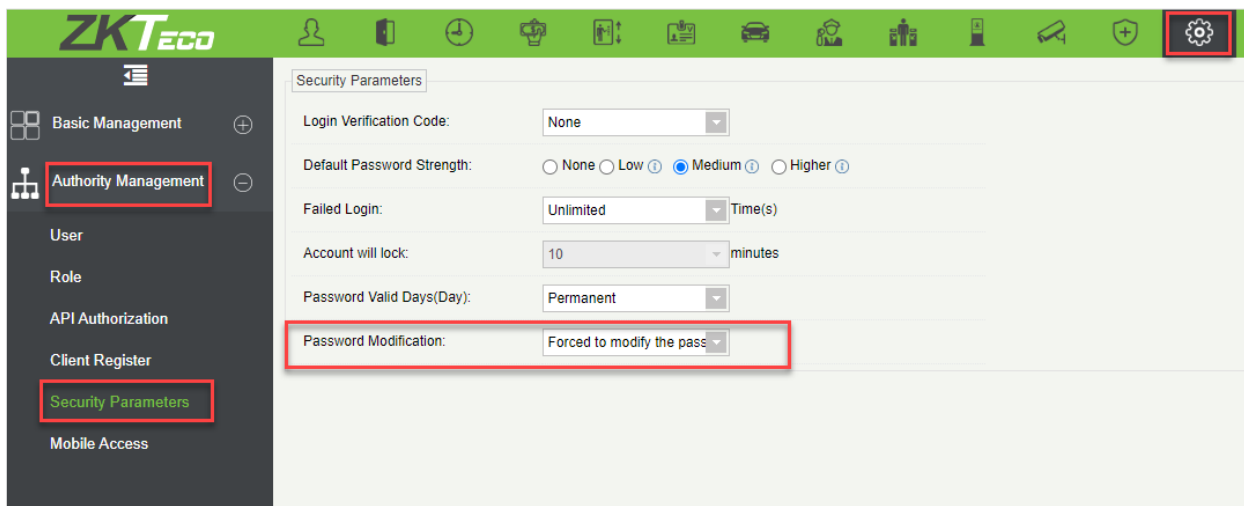 ZKTeco
Security Parameters
Basic Management
Authority Management
User
Role
API Authorization
Client Register
Security Parameters
Mobile Access
Login Verification Code: None
Default Password Strength: None Low Medium Higher
Failed Login: Unlimited Time(s)
Account will lock: 10 minutes
Password Valid Days(Day): Permanent
Password Modification: Forced to modify the pass